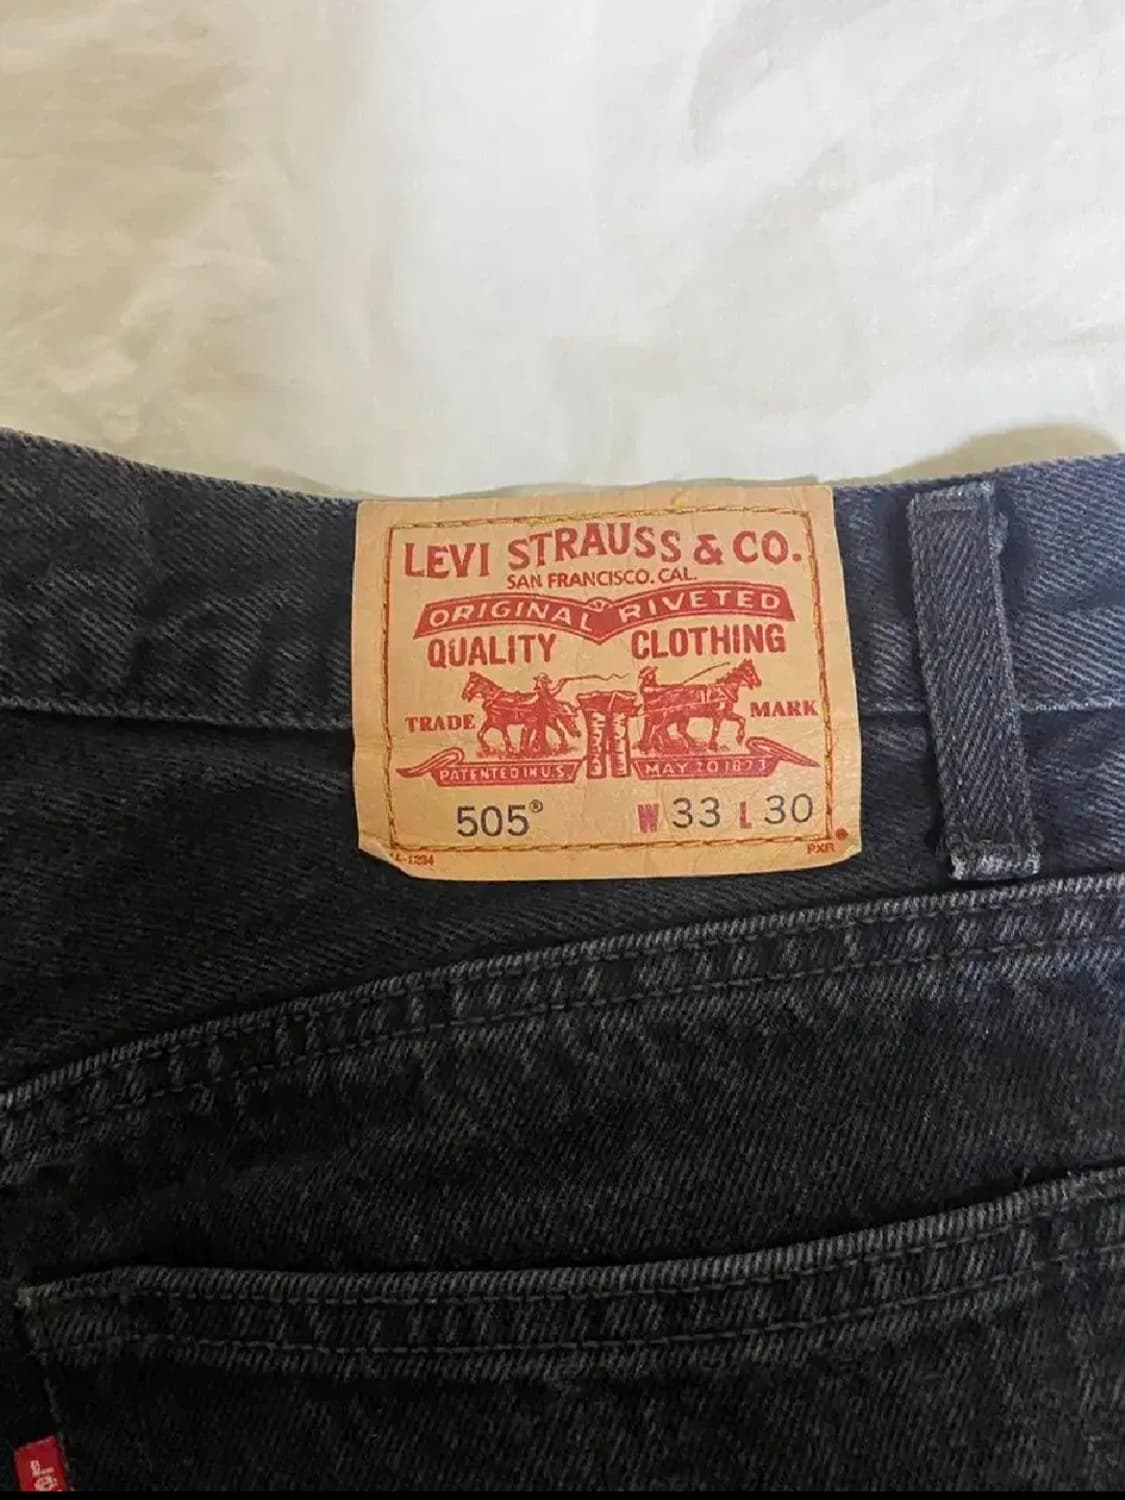 LEVI STRAUSS & CO.
SAN FRANCISCO. CAL.
ORIGINAL RIVETED
QUALITY CLOTHING
TRADE MARK
PATENTED IN U.S. MAY 20 1873
505® W 33 L 30
PXR